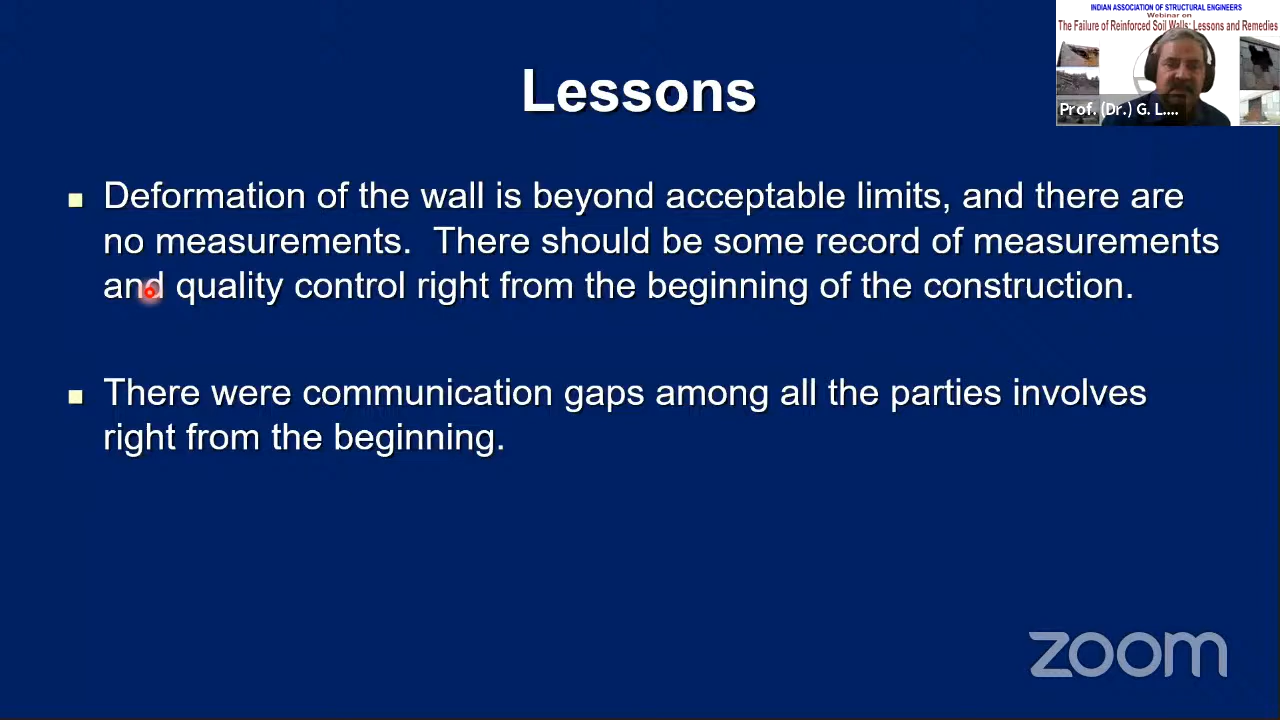 INDIAN ASSOCIATION OF STRUCTURAL ENGINEERS
Webinar on
The Failure of Reinforced Soil Walls: Lessons and Remedies
Prof. (Dr.) G. L....
Lessons
Deformation of the wall is beyond acceptable limits, and there are
no measurements. There should be some record of measurements
and quality control right from the beginning of the construction.
There were communication gaps among all the parties involves
right from the beginning.
zoom